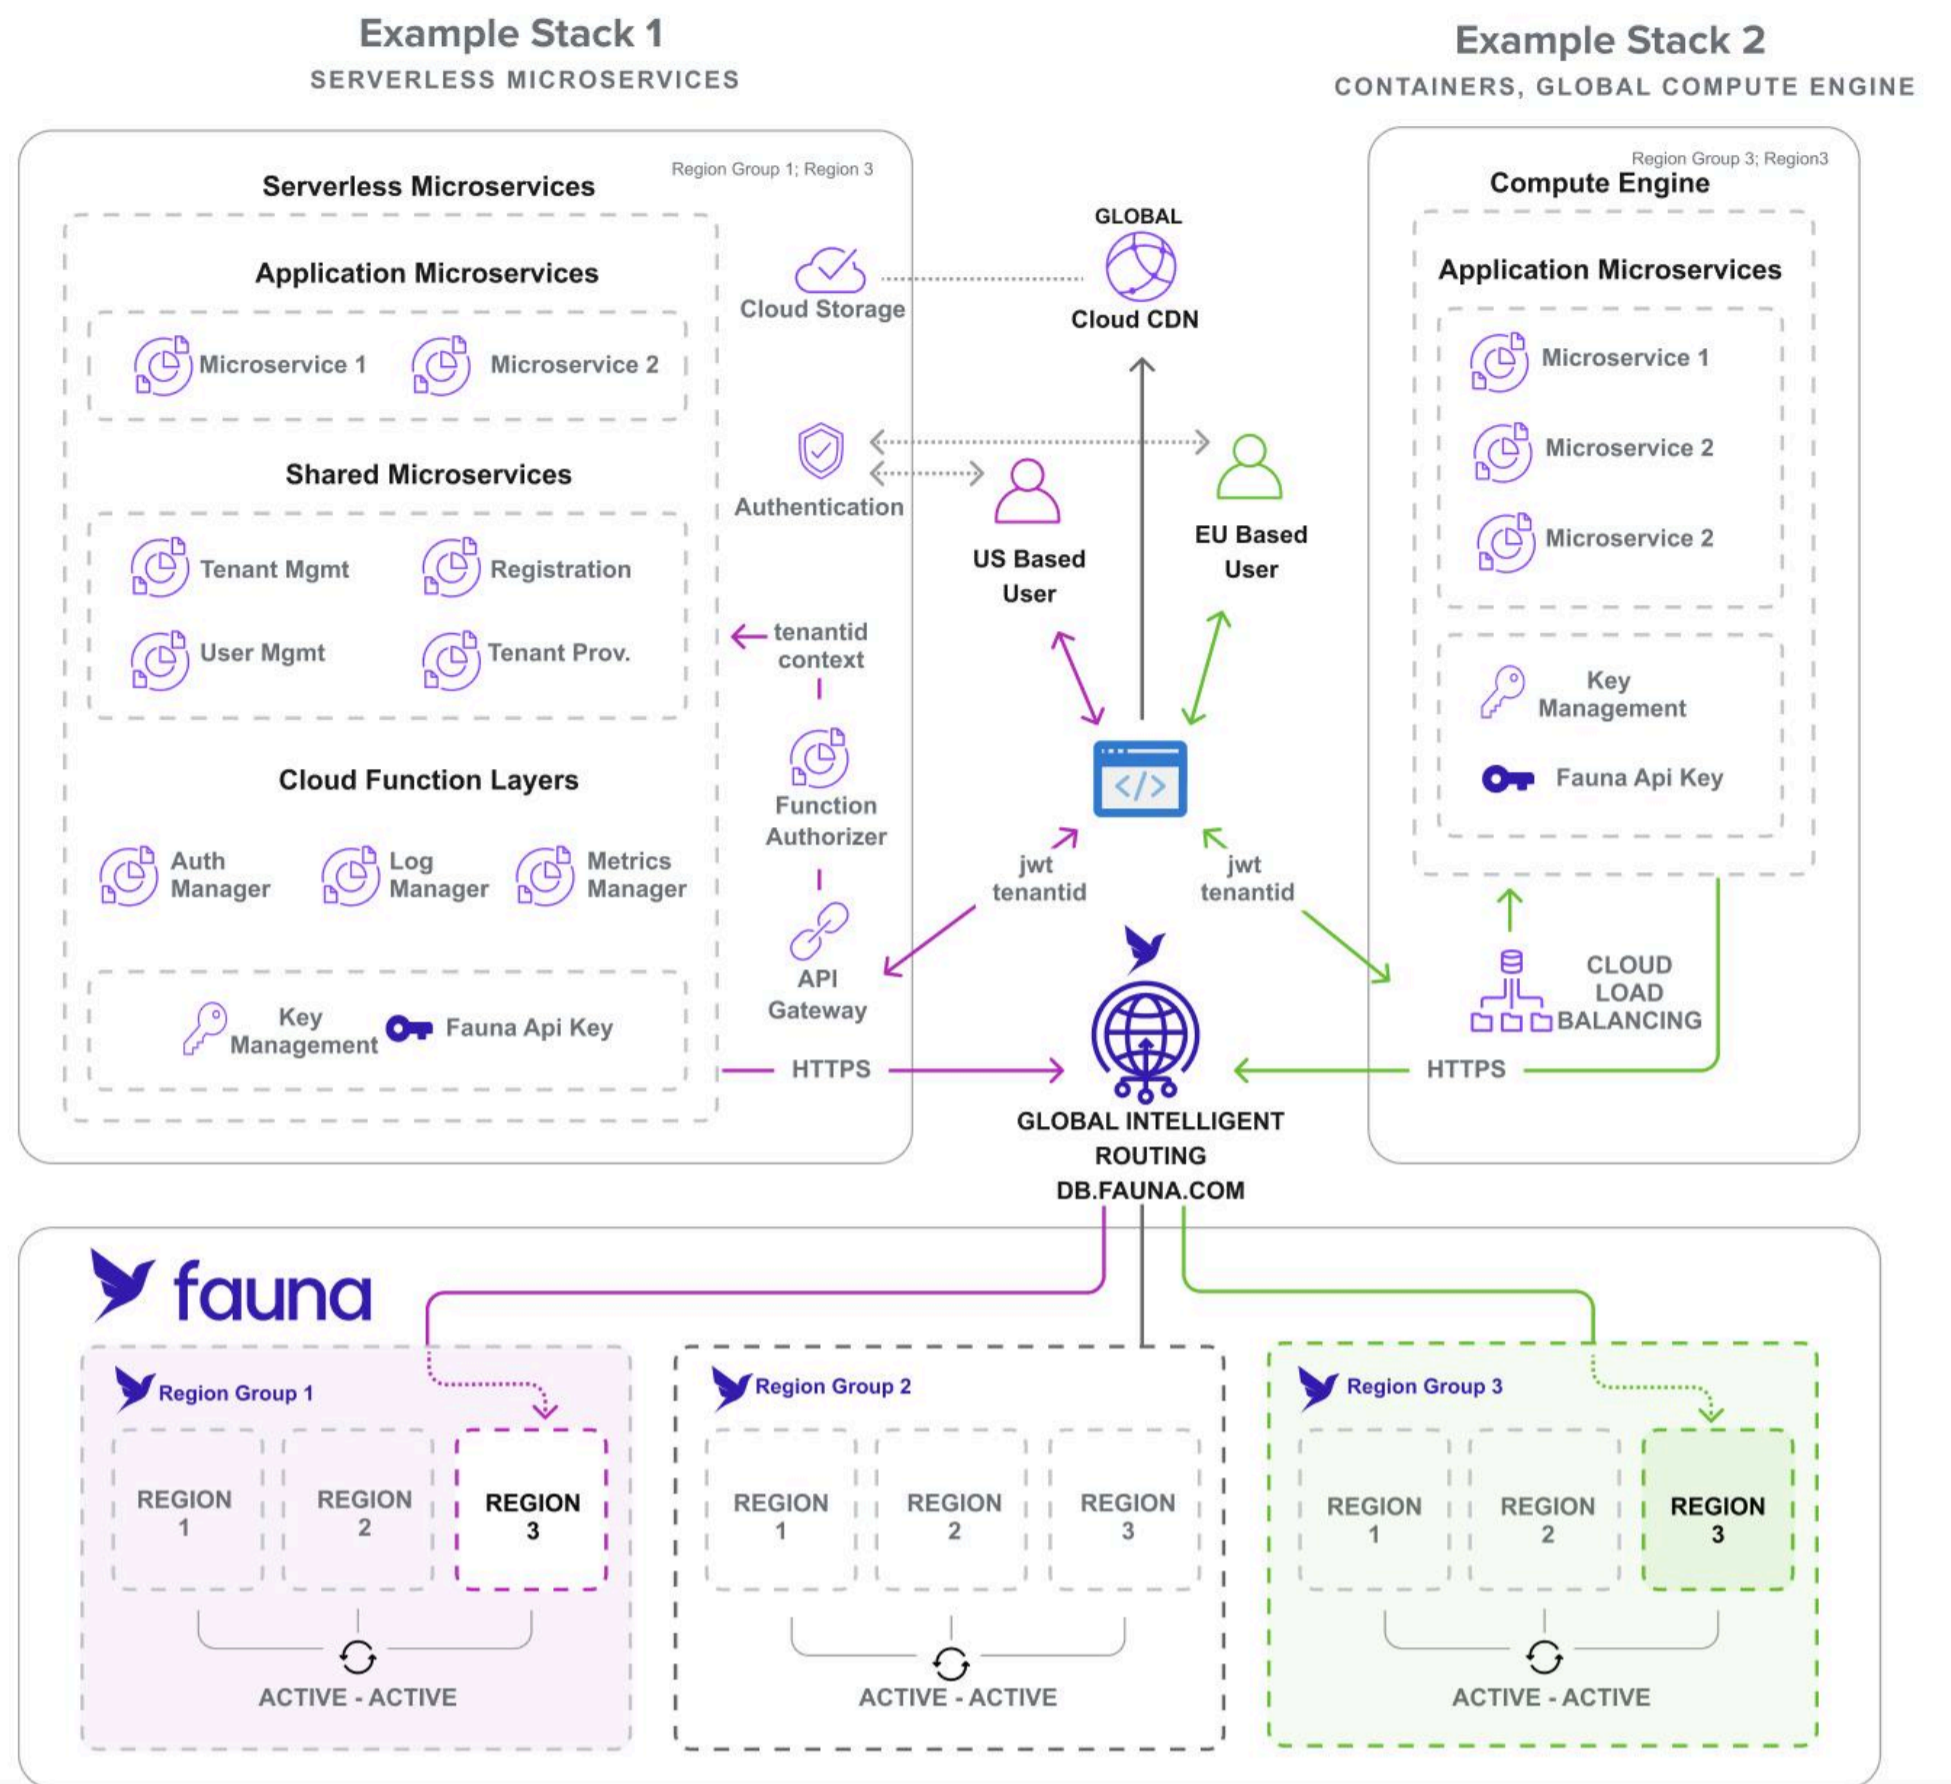 Example Stack 1
SERVERLESS MICROSERVICES
Example Stack 2
CONTAINERS, GLOBAL COMPUTE ENGINE
Region Group 1; Region 3
Serverless Microservices
Application Microservices
Microservice 1
Microservice 2
Shared Microservices
Tenant Mgmt
Registration
User Mgmt
Tenant Prov.
Cloud Function Layers
Auth
Manager
Log
Manager
Metrics
Manager
Key
Management
Fauna Api Key
Cloud Storage
Authentication
tenantid
context
Function
Authorizer
API
Gateway
HTTPS
GLOBAL
Cloud CDN
US Based
User
EU Based
User
</>
jwt
tenantid
jwt
tenantid
GLOBAL INTELLIGENT
ROUTING
DB.FAUNA.COM
Region Group 3; Region3
Compute Engine
Application Microservices
Microservice 1
Microservice 2
Microservice 2
Key
Management
Fauna Api Key
CLOUD
LOAD
BALANCING
HTTPS
fauna
Region Group 1
REGION
1
REGION
2
REGION
3
ACTIVE - ACTIVE
Region Group 2
REGION
1
REGION
2
REGION
3
ACTIVE - ACTIVE
Region Group 3
REGION
1
REGION
2
REGION
3
ACTIVE - ACTIVE